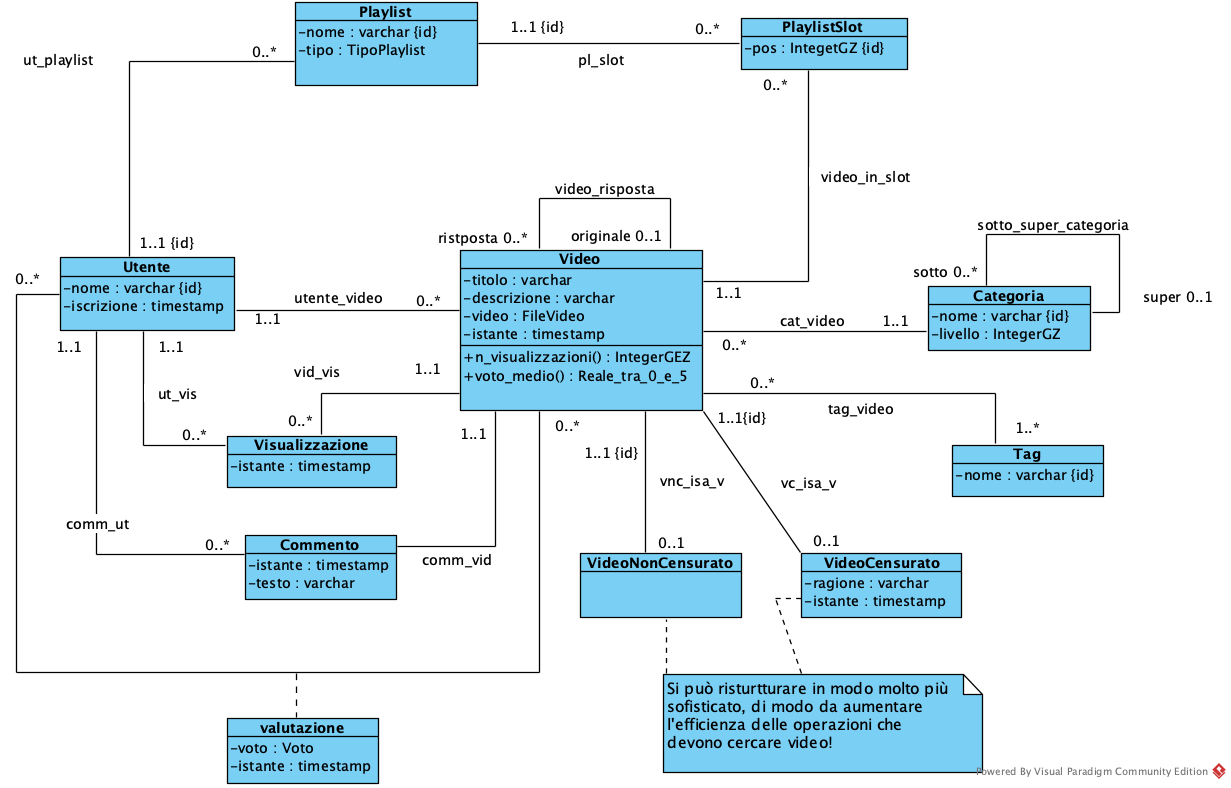 Playlist
-nome : varchar {id}
-tipo : TipoPlaylist
1..1 {id}
0..*
pl_slot
PlaylistSlot
-pos : IntegetGZ {id}
ut_playlist
0..*
0..*
video_in_slot
video_risposta
ristposta 0..*
originale 0..1
sotto_super_categoria
sotto 0..*
super 0..1
1..1 {id}
0..*
Utente
-nome : varchar {id}
-iscrizione : timestamp
utente_video
0..*
1..1
Video
-titolo : varchar
-descrizione : varchar
-video : FileVideo
-istante : timestamp
+n_visualizzazioni() : IntegerGEZ
+voto_medio() : Reale_tra_0_e_5
1..1
cat_video
1..1
0..*
Categoria
-nome : varchar {id}
-livello : IntegerGZ
1..1
1..1
ut_vis
vid_vis
1..1
0..*
0..*
0..*
tag_video
1..*
Tag
-nome : varchar {id}
Visualizzazione
-istante : timestamp
1..1
0..*
1..1 {id}
1..1{id}
vnc_isa_v
vc_isa_v
0..1
0..1
comm_ut
0..*
comm_vid
Commento
-istante : timestamp
-testo : varchar
VideoNonCensurato
VideoCensurato
-ragione : varchar
-istante : timestamp
Si può risturtturare in modo molto più
sofisticato, di modo da aumentare
l'efficienza delle operazioni che
devono cercare video!
valutazione
-voto : Voto
-istante : timestamp
Powered By Visual Paradigm Community Edition